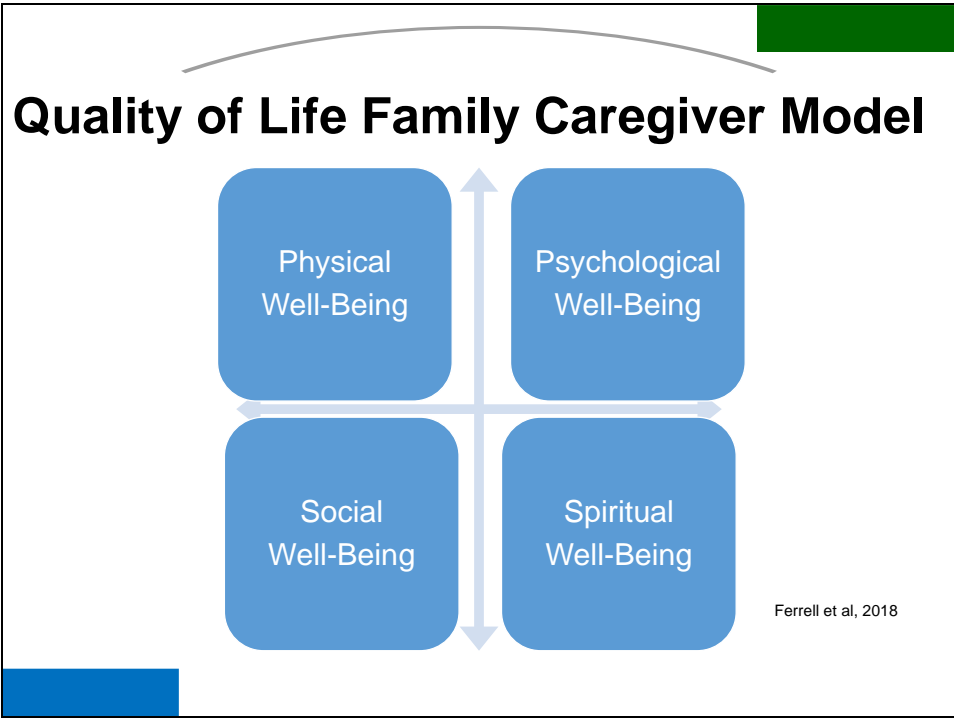 Quality of Life Family Caregiver Model
Physical
Well-Being
Psychological
Well-Being
Social
Well-Being
Spiritual
Well-Being
Ferrell et al, 2018